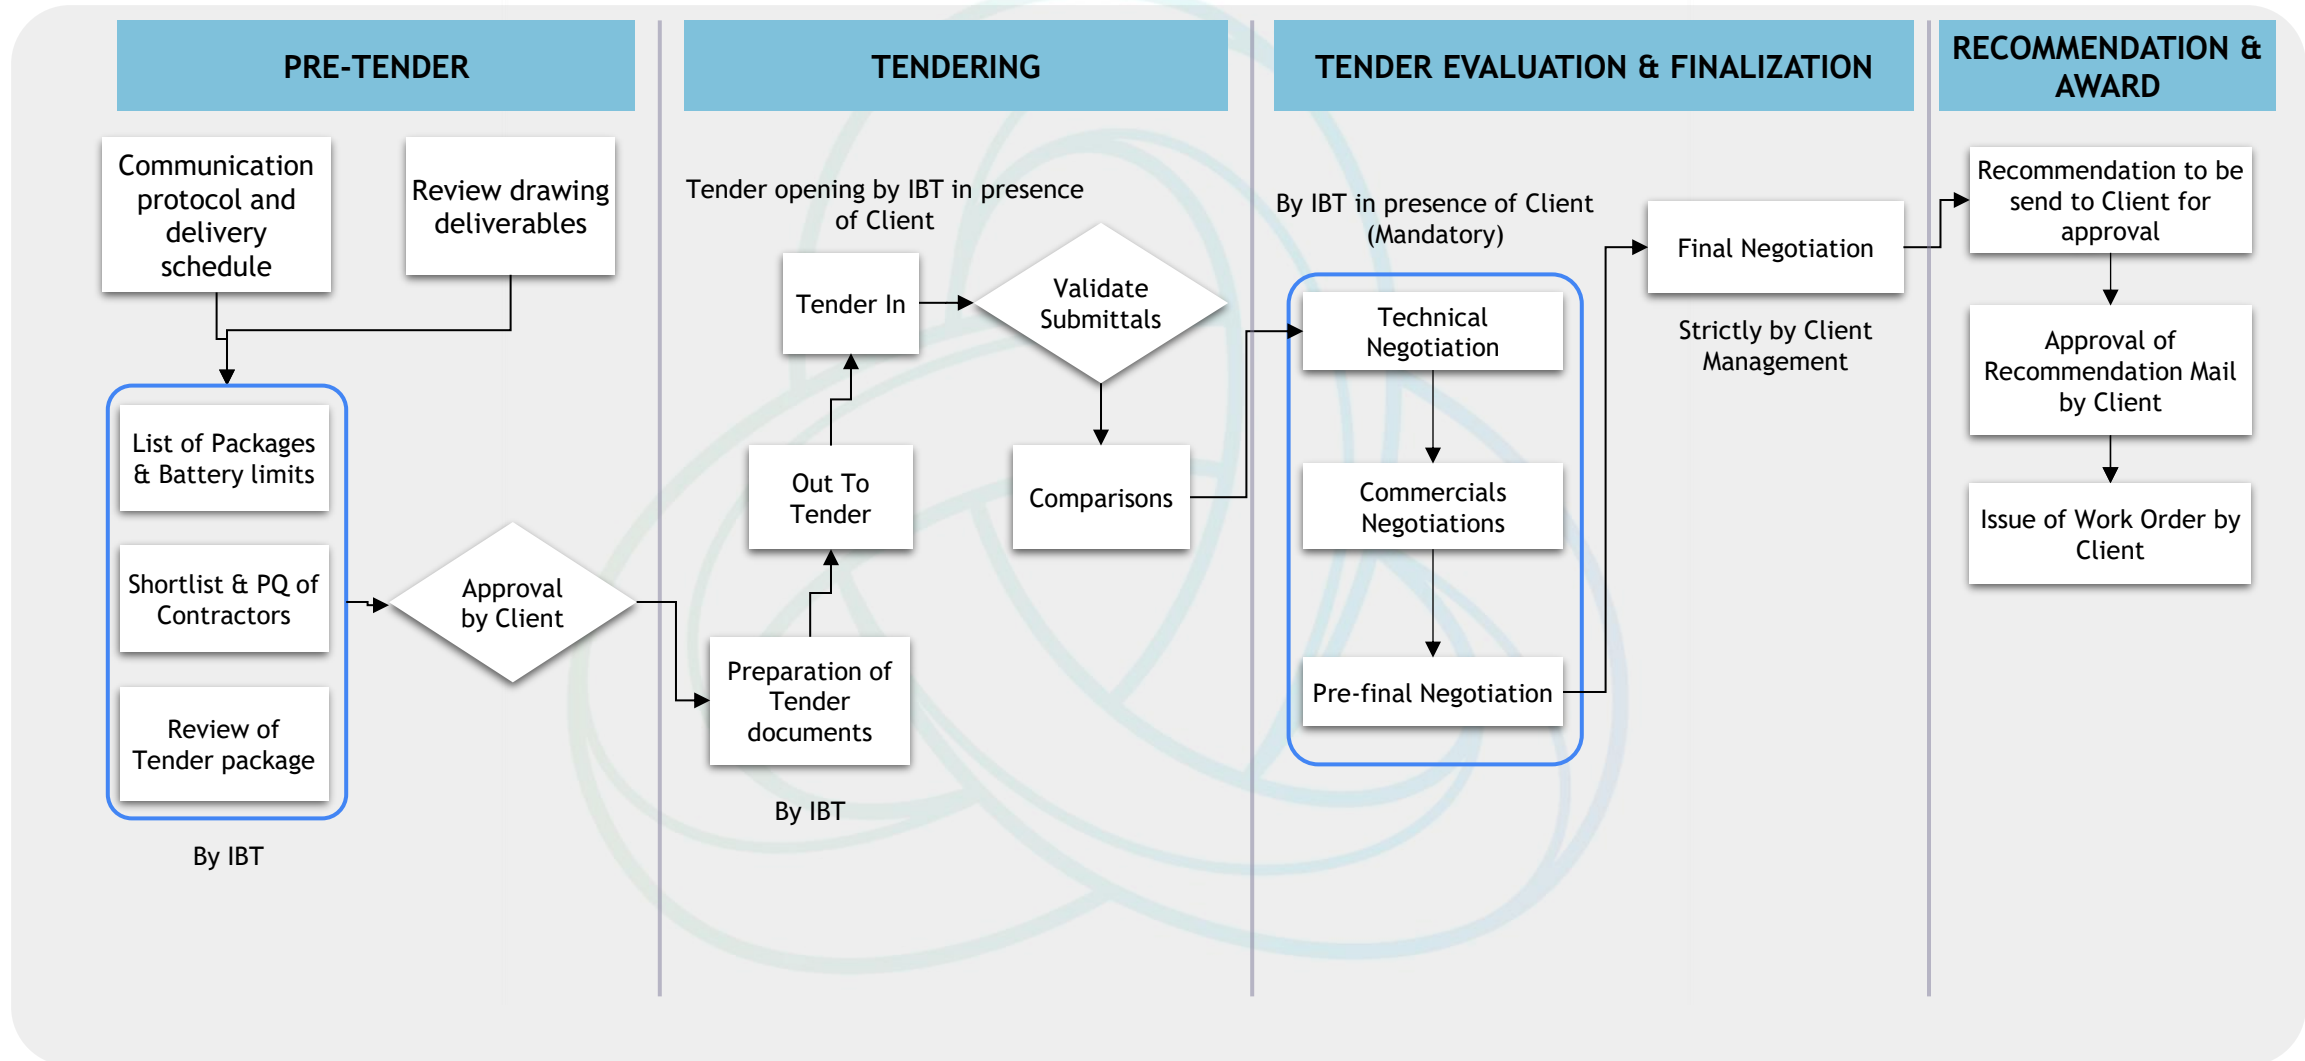 PRE-TENDER
Communication
protocol and
delivery
schedule
Review drawing
deliverables
List of Packages
& Battery limits
Shortlist & PQ of
Contractors
Review of
Tender package
By IBT
Approval
by Client
TENDERING
Tender opening by IBT in presence
of Client
Tender In
Validate
Submittals
Out To
Tender
Comparisons
Preparation of
Tender
documents
By IBT
TENDER EVALUATION & FINALIZATION
By IBT in presence of Client
(Mandatory)
Technical
Negotiation
Commercials
Negotiations
Pre-final Negotiation
Final Negotiation
Strictly by Client
Management
RECOMMENDATION &
AWARD
Recommendation to be
send to Client for
approval
Approval of
Recommendation Mail
by Client
Issue of Work Order by
Client